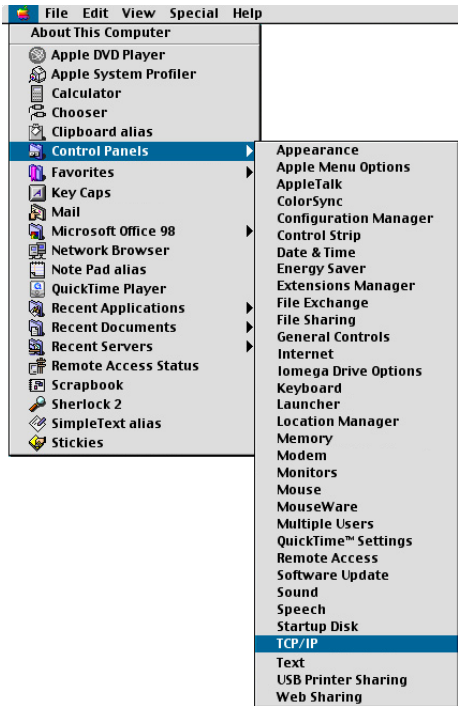 File Edit View Special Help
About This Computer
Apple DVD Player
Apple System Profiler
Calculator
Chooser
Clipboard alias
Control Panels
Favorites
Key Caps
Mail
Microsoft Office 98
Network Browser
Note Pad alias
QuickTime Player
Recent Applications
Recent Documents
Recent Servers
Remote Access Status
Scrapbook
Sherlock 2
SimpleText alias
Stickies
Appearance
Apple Menu Options
AppleTalk
ColorSync
Configuration Manager
Control Strip
Date & Time
Energy Saver
Extensions Manager
File Exchange
File Sharing
General Controls
Internet
Iomega Drive Options
Keyboard
Launcher
Location Manager
Memory
Modem
Monitors
Mouse
MouseWare
Multiple Users
QuickTime™ Settings
Remote Access
Software Update
Sound
Speech
Startup Disk
TCP/IP
Text
USB Printer Sharing
Web Sharing